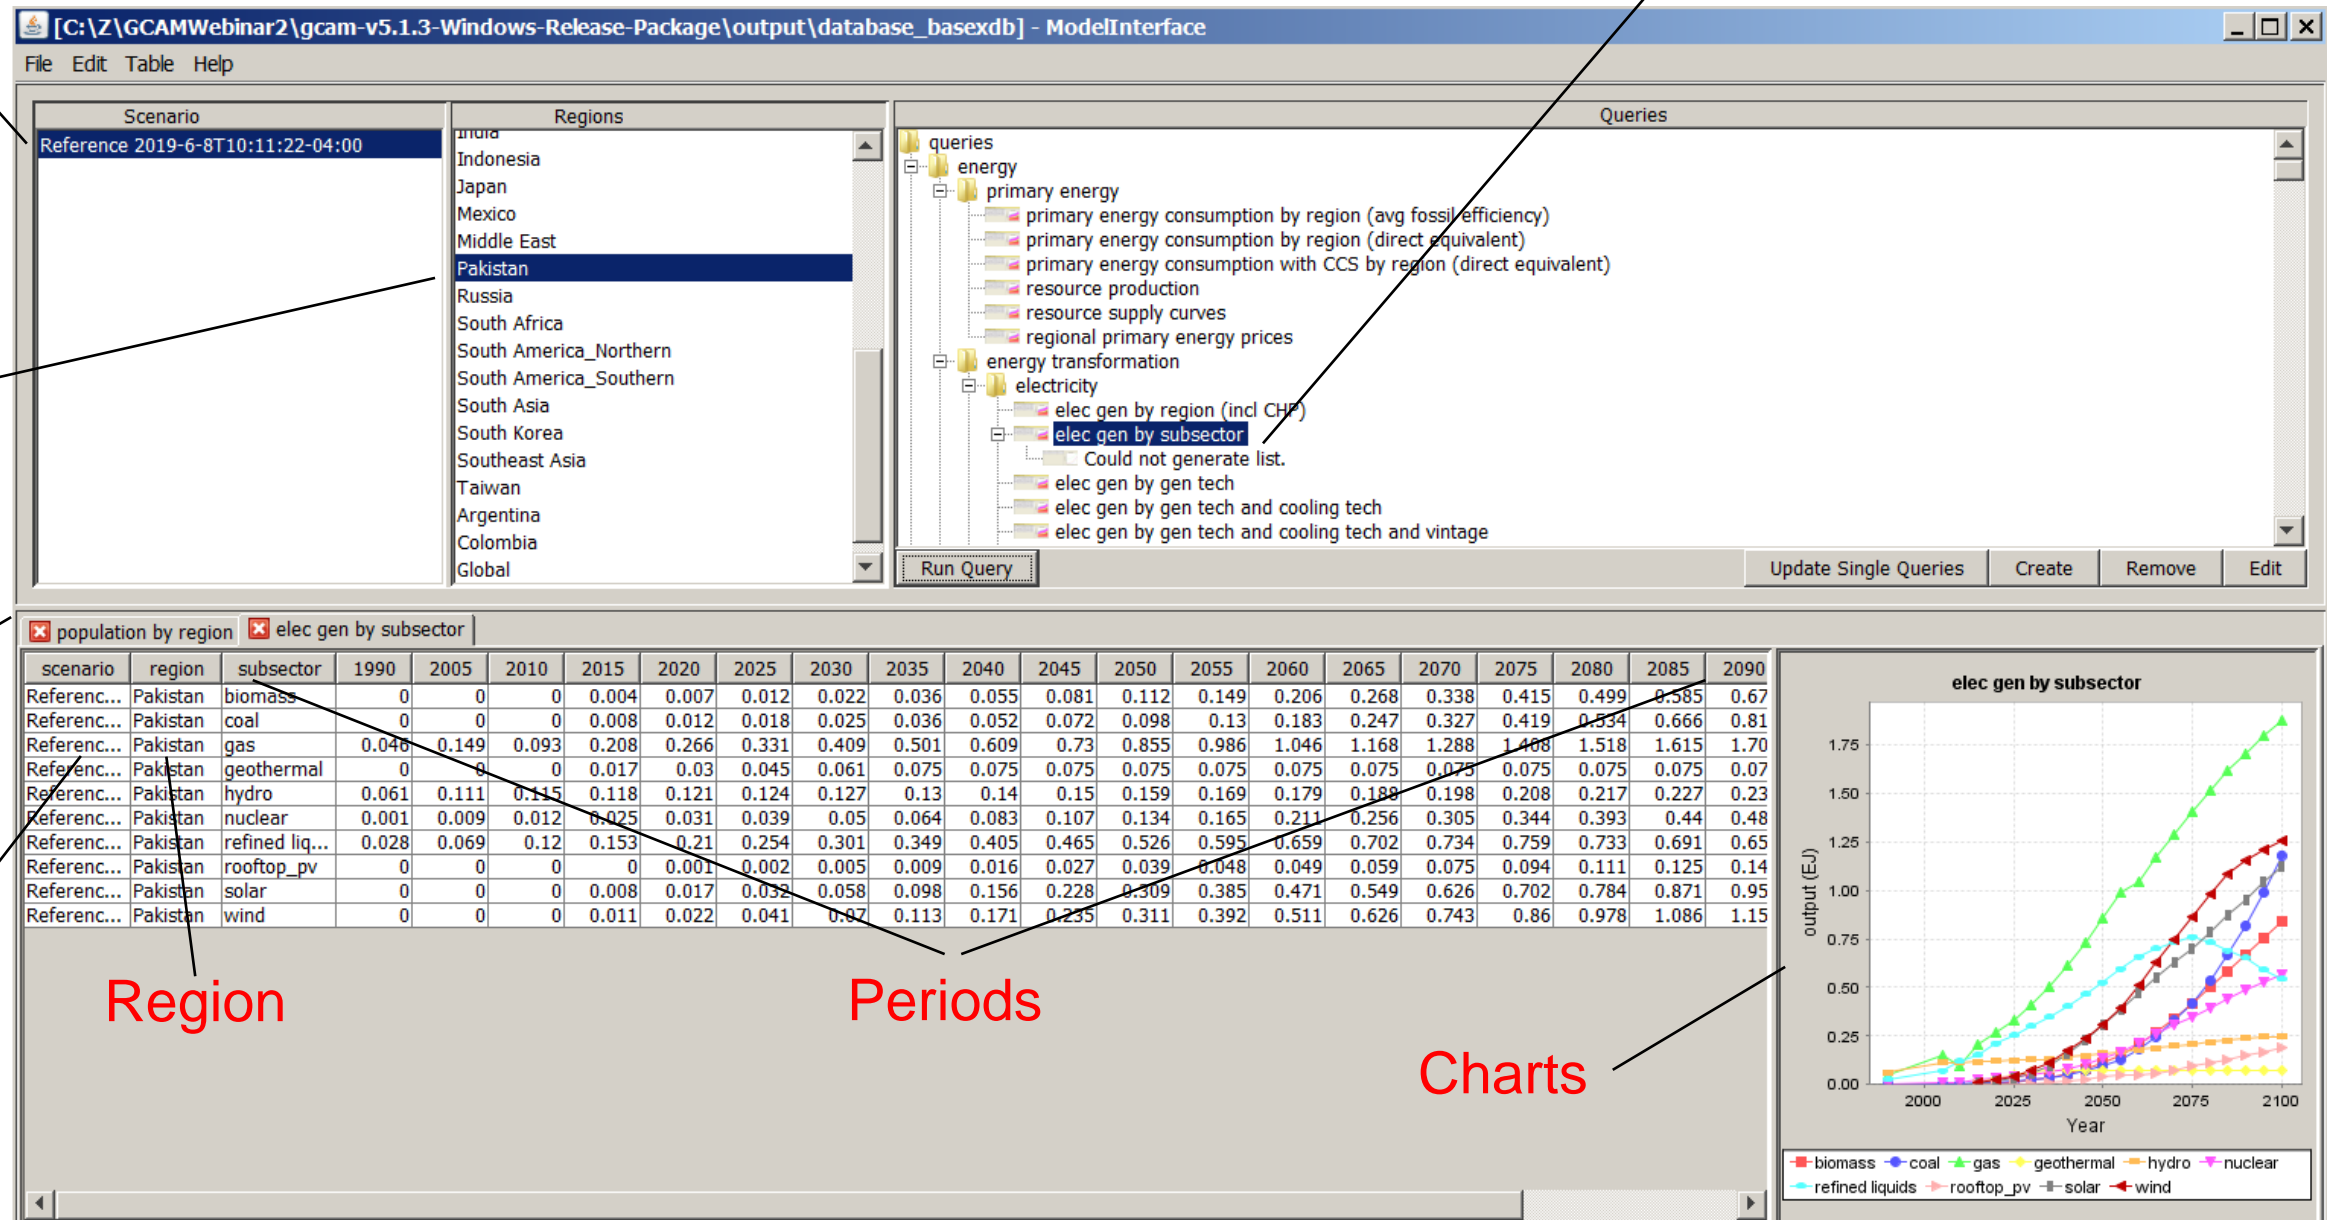 [C:\Z\GCAMWebinar2\gcam-v5.1.3-Windows-Release-Package\output\database_basexdb] - ModelInterface
File Edit Table Help
Scenario
Reference 2019-6-8T10:11:22-04:00
Regions
India
Indonesia
Japan
Mexico
Middle East
Pakistan
Russia
South Africa
South America_Northern
South America_Southern
South Asia
South Korea
Southeast Asia
Taiwan
Argentina
Colombia
Global
Queries
queries
energy
primary energy
primary energy consumption by region (avg fossil efficiency)
primary energy consumption by region (direct equivalent)
primary energy consumption with CCS by region (direct equivalent)
resource production
resource supply curves
regional primary energy prices
energy transformation
electricity
elec gen by region (incl CHP)
elec gen by subsector
Could not generate list.
elec gen by gen tech
elec gen by gen tech and cooling tech
elec gen by gen tech and cooling tech and vintage
Run Query Update Single Queries Create Remove Edit
population by region elec gen by subsector
scenario region subsector 1990 2005 2010 2015 2020 2025 2030 2035 2040 2045 2050 2055 2060 2065 2070 2075 2080 2085 2090
Referenc... Pakistan biomass 0 0 0 0.004 0.007 0.012 0.022 0.036 0.055 0.081 0.112 0.149 0.206 0.268 0.338 0.415 0.499 0.585 0.67
Referenc... Pakistan coal 0 0 0 0.008 0.012 0.018 0.025 0.036 0.052 0.072 0.098 0.13 0.183 0.247 0.327 0.419 0.534 0.666 0.81
Referenc... Pakistan gas 0.046 0.149 0.093 0.208 0.266 0.331 0.409 0.501 0.609 0.73 0.855 0.986 1.046 1.168 1.288 1.408 1.518 1.615 1.70
Referenc... Pakistan geothermal 0 0 0 0.017 0.03 0.045 0.061 0.075 0.075 0.075 0.075 0.075 0.075 0.075 0.075 0.075 0.075 0.075 0.07
Referenc... Pakistan hydro 0.061 0.111 0.115 0.118 0.121 0.124 0.127 0.13 0.14 0.15 0.159 0.169 0.179 0.188 0.198 0.208 0.217 0.227 0.23
Referenc... Pakistan nuclear 0.001 0.009 0.012 0.025 0.031 0.039 0.05 0.064 0.083 0.107 0.134 0.165 0.211 0.256 0.305 0.344 0.393 0.44 0.48
Referenc... Pakistan refined liq... 0.028 0.069 0.12 0.153 0.21 0.254 0.301 0.349 0.405 0.465 0.526 0.595 0.659 0.702 0.734 0.759 0.733 0.691 0.65
Referenc... Pakistan rooftop_pv 0 0 0 0 0.001 0.002 0.005 0.009 0.016 0.027 0.039 0.048 0.049 0.059 0.075 0.094 0.111 0.125 0.14
Referenc... Pakistan solar 0 0 0 0.008 0.017 0.032 0.058 0.098 0.156 0.228 0.309 0.385 0.471 0.549 0.626 0.702 0.784 0.871 0.95
Referenc... Pakistan wind 0 0 0 0.011 0.022 0.041 0.07 0.113 0.171 0.235 0.311 0.392 0.511 0.626 0.743 0.86 0.978 1.086 1.15
Region
Periods
Charts
elec gen by subsector
output (EJ)
1.75
1.50
1.25
1.00
0.75
0.50
0.25
0.00
2000 2025 2050 2075 2100
Year
biomass coal gas geothermal hydro nuclear
refined liquids rooftop_pv solar wind